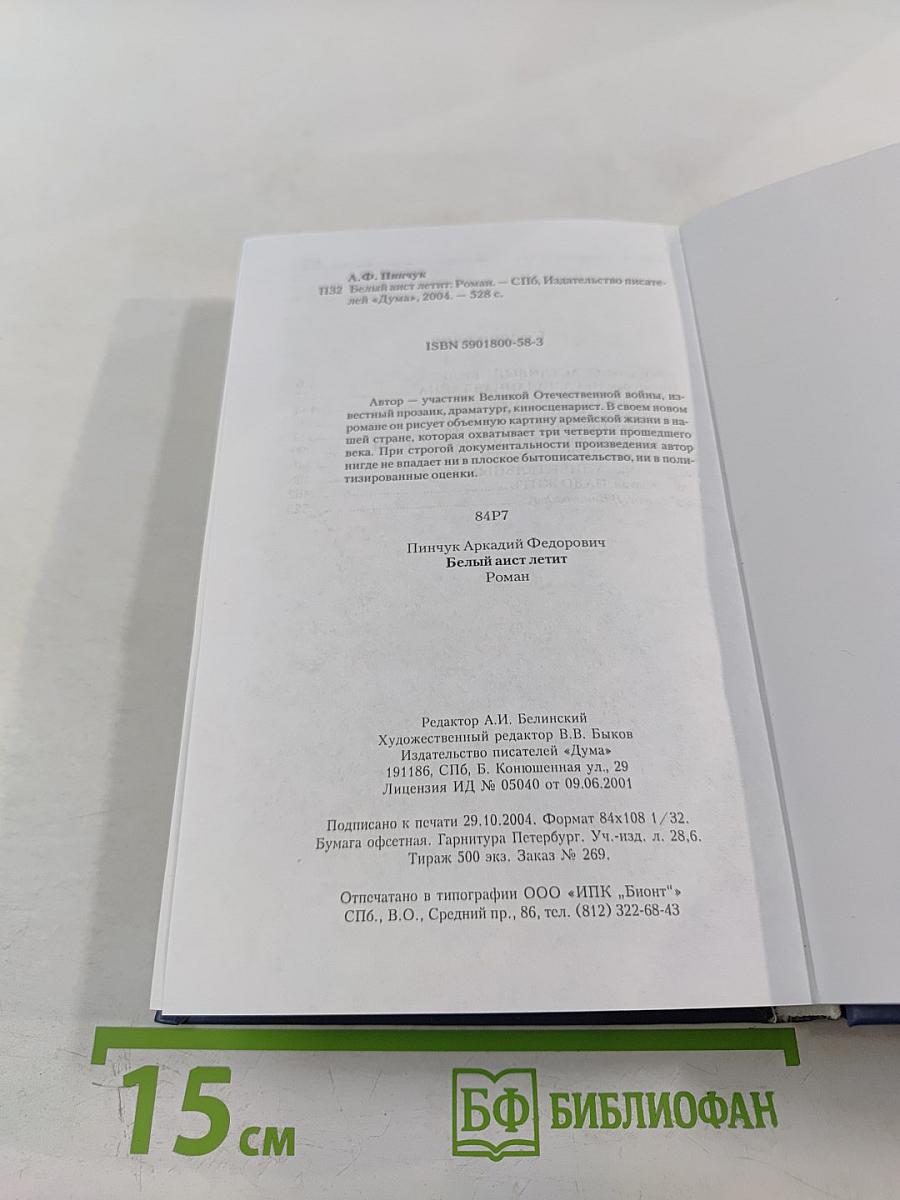 А.Ф. Пинчук
П32 Белый аист летит: Роман. — СПб, Издательство писате-
лей «Дума», 2004. — 528 с.
ISBN 5901800-58-3
Автор — участник Великой Отечественной войны, из-
вестный прозаик, драматург, киносценарист. В своем новом
романе он рисует объемную картину армейской жизни в на-
шей стране, которая охватывает три четверти прошедшего
века. При строгой документальности произведения автор
нигде не впадает ни в плоское бытописательство, ни в поли-
тизированные оценки.
84Р7
Пинчук Аркадий Федорович
Белый аист летит
Роман
Редактор А.И. Белинский
Художественный редактор В.В. Быков
Издательство писателей «Дума»
191186, СПб, Б. Конюшенная ул., 29
Лицензия ИД № 05040 от 09.06.2001
Подписано к печати 29.10.2004. Формат 84х108 1/32.
Бумага офсетная. Гарнитура Петербург. Уч.-изд. л. 28,6.
Тираж 500 экз. Заказ № 269.
Отпечатано в типографии ООО «ИПК „Бионт“»
СПб., В.О., Средний пр., 86, тел. (812) 322-68-43
15 см
БФ БИБЛИОФАН